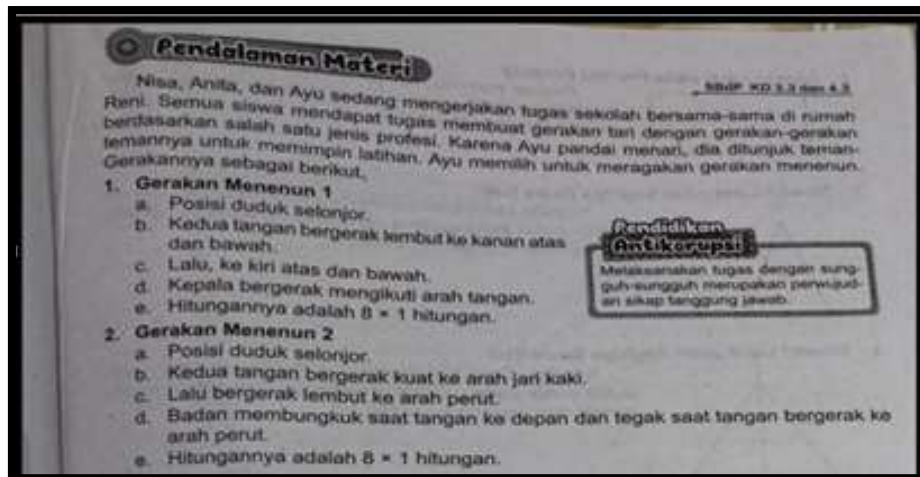 Pendalaman Materi
SBdP KD 3.3 dan 4.3
Nisa, Anita, dan Ayu sedang mengerjakan tugas sekolah bersama-sama di rumah
Reni. Semua siswa mendapat tugas membuat gerakan tari dengan gerakan-gerakan
berdasarkan salah satu jenis profesi. Karena Ayu pandai menari, dia ditunjuk teman-
temannya untuk memimpin latihan. Ayu memilih untuk meragakan gerakan menenun.
Gerakannya sebagai berikut.
1. Gerakan Menenun 1
a. Posisi duduk selonjor.
b. Kedua tangan bergerak lembut ke kanan atas
dan bawah.
c. Lalu, ke kiri atas dan bawah.
d. Kepala bergerak mengikuti arah tangan.
e. Hitungannya adalah 8 × 1 hitungan.
Pendidikan
Antikorupsi
Melaksanakan tugas dengan sung-
guh-sungguh merupakan perwujud-
an sikap tanggung jawab.
2. Gerakan Menenun 2
a. Posisi duduk selonjor.
b. Kedua tangan bergerak kuat ke arah jari kaki.
c. Lalu bergerak lembut ke arah perut.
d. Badan membungkuk saat tangan ke depan dan tegak saat tangan bergerak ke
arah perut.
e. Hitungannya adalah 8 × 1 hitungan.